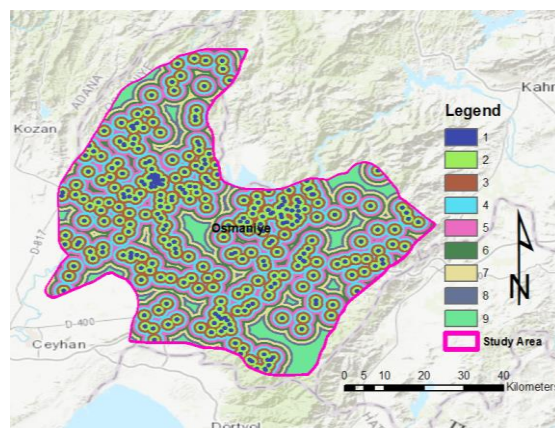 Kahr
Kozan
ADANA
Legend
1
2
3
4
5
6
7
8
9
Study Area
Osmaniye
D-817
N
D-400
Ceyhan
0 5 10 20 30 40
Kilometers